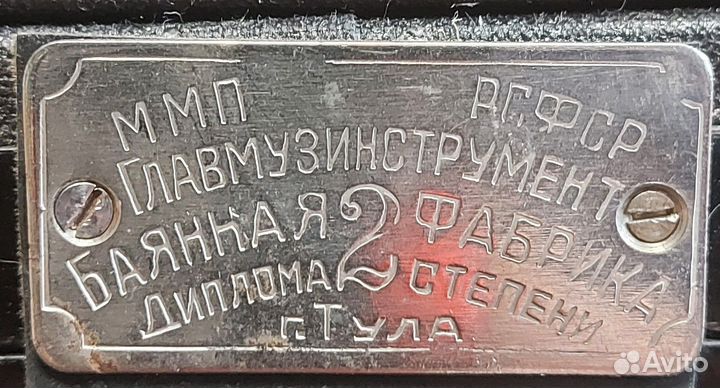 ММП РСФСР
ГЛАВМУЗИНСТРУМЕНТ
БАЯННАЯ ФАБРИКА
ДИПЛОМА 2 СТЕПЕНИ
г. ТУЛА
Avito